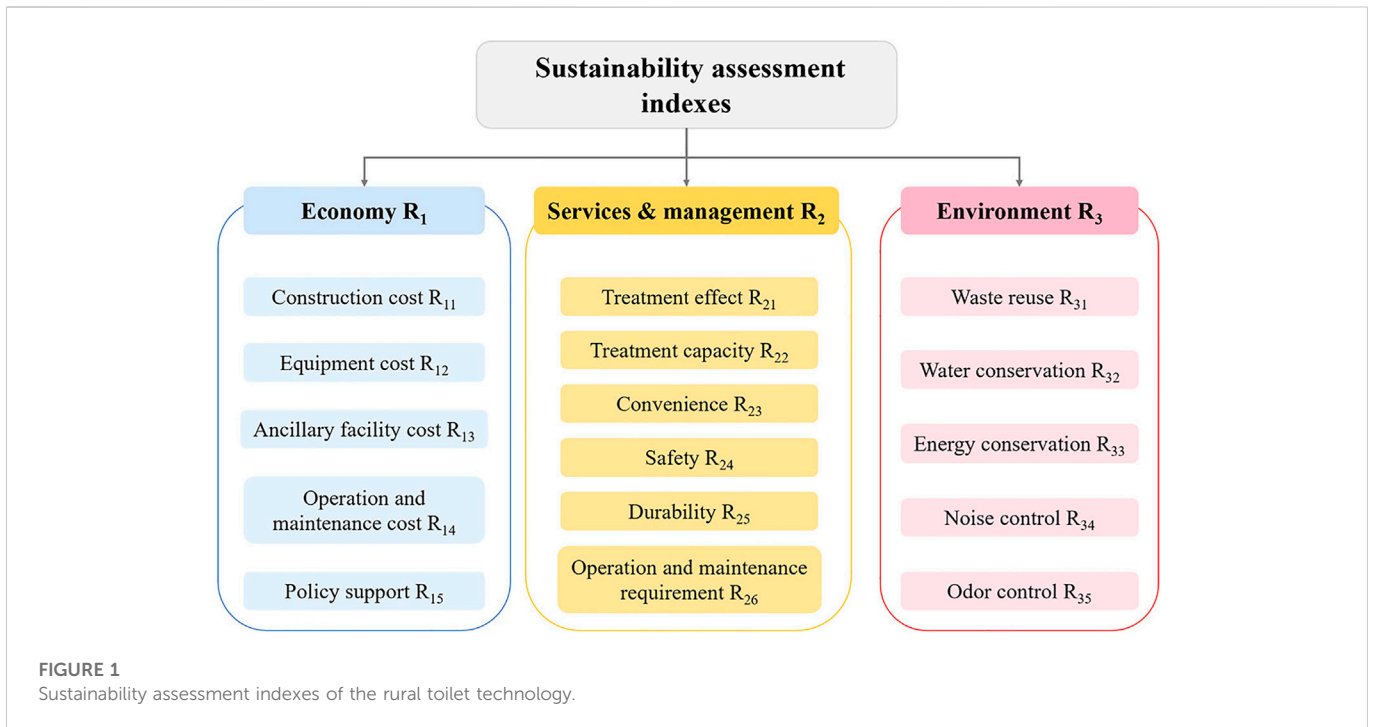 Sustainability assessment
indexes
Economy R₁
Construction cost R₁₁
Equipment cost R₁₂
Ancillary facility cost R₁₃
Operation and
maintenance cost R₁₄
Policy support R₁₅
Services & management R₂
Treatment effect R₂₁
Treatment capacity R₂₂
Convenience R₂₃
Safety R₂₄
Durability R₂₅
Operation and maintenance
requirement R₂₆
Environment R₃
Waste reuse R₃₁
Water conservation R₃₂
Energy conservation R₃₃
Noise control R₃₄
Odor control R₃₅
FIGURE 1
Sustainability assessment indexes of the rural toilet technology.